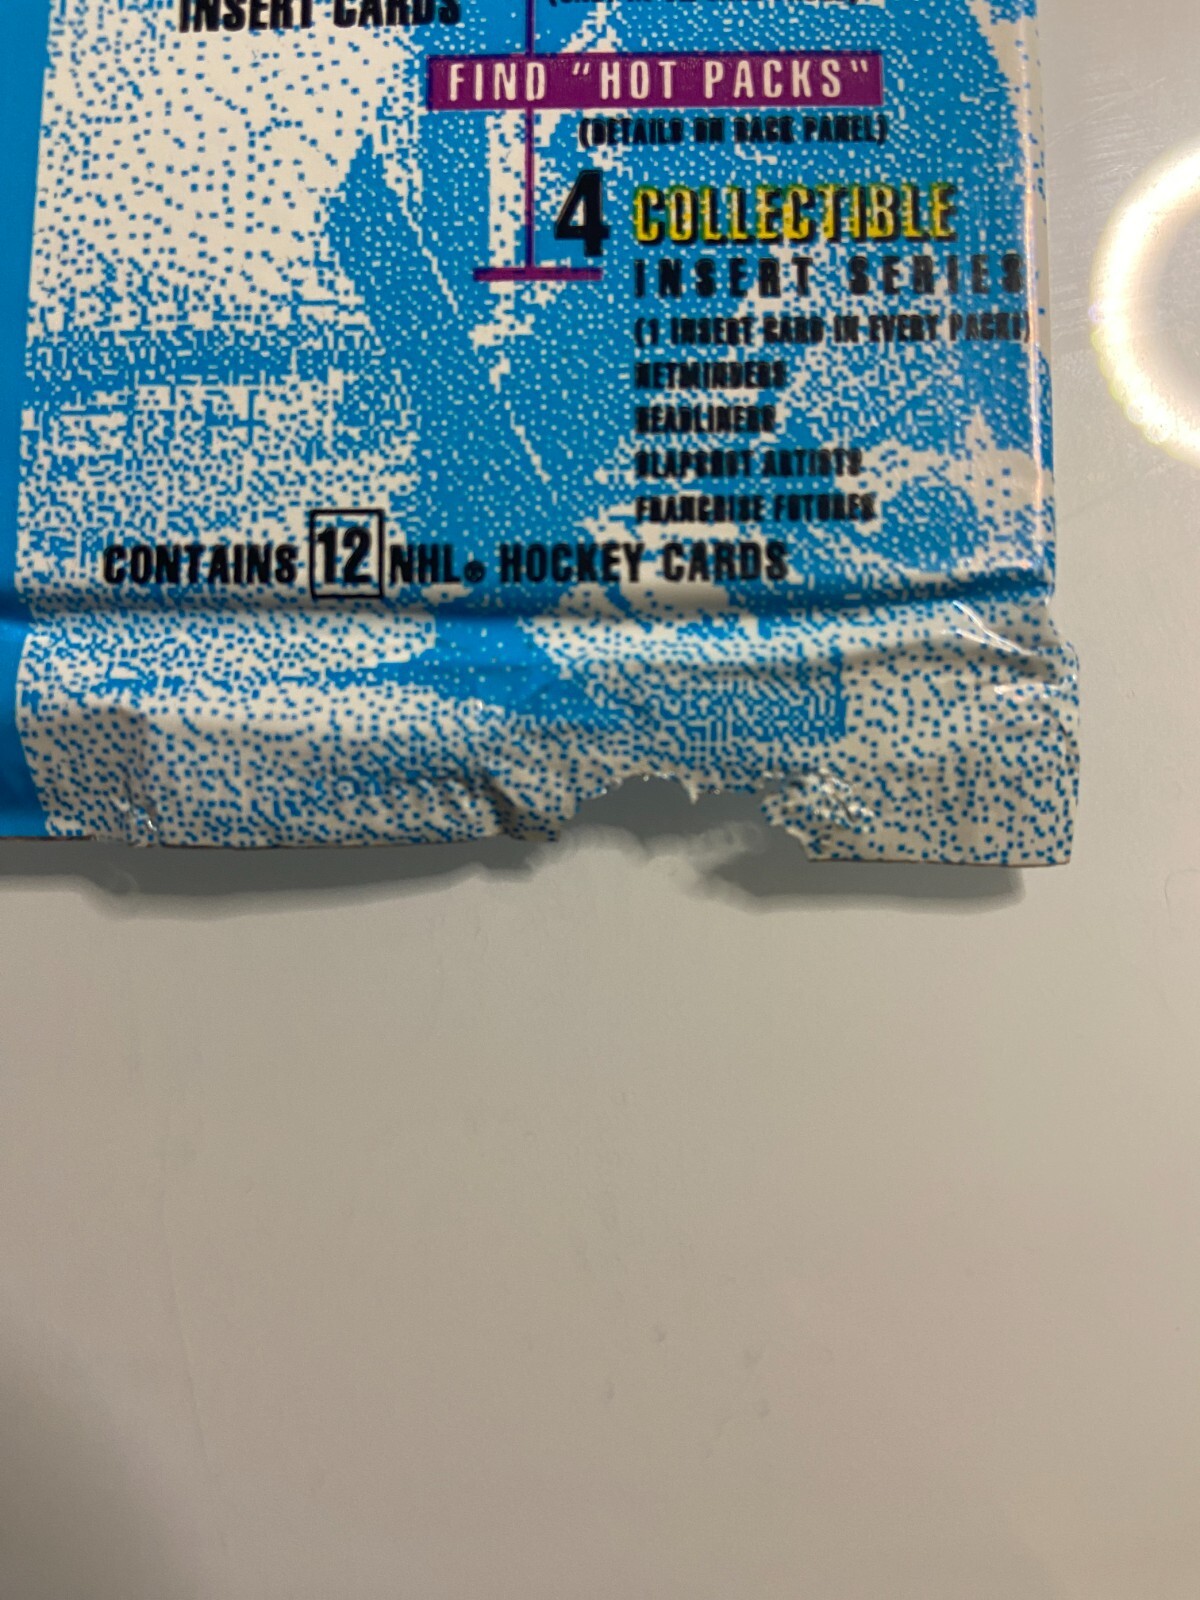 INSERT CARDS
FIND "HOT PACKS"
(DETAILS ON BACK PANEL)
4 COLLECTIBLE
INSERT SERIES
(1 INSERT CARD IN EVERY PACK!)
NETMINDERS
HEADLINERS
SLAPSHOT ARTISTS
FRANCHISE FUTURES
CONTAINS 12 NHL® HOCKEY CARDS